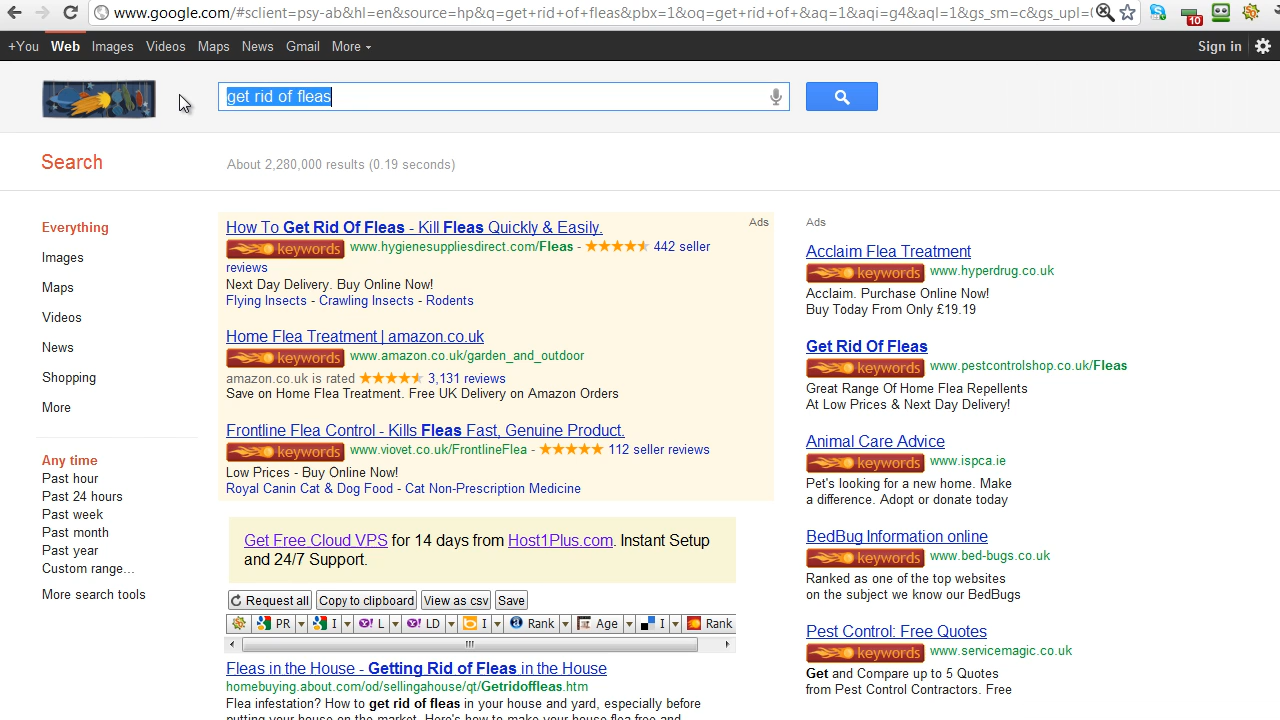 www.google.com/#sclient=psy-ab&hl=en&source=hp&q=get+rid+of+fleas&pbx=1&oq=get+rid+of+&aq=1&aqi=g4&aql=1&gs_sm=c&gs_upl=
10
+You Web Images Videos Maps News Gmail More Sign in
get rid of fleas
Search About 2,280,000 results (0.19 seconds)
Everything
Images
Maps
Videos
News
Shopping
More
Any time
Past hour
Past 24 hours
Past week
Past month
Past year
Custom range...
More search tools
Ads
How To Get Rid Of Fleas - Kill Fleas Quickly & Easily.
keywords www.hygienesuppliesdirect.com/Fleas - ★★★★★ 442 seller
reviews
Next Day Delivery. Buy Online Now!
Flying Insects - Crawling Insects - Rodents
Home Flea Treatment | amazon.co.uk
keywords www.amazon.co.uk/garden_and_outdoor
amazon.co.uk is rated ★★★★★ 3,131 reviews
Save on Home Flea Treatment. Free UK Delivery on Amazon Orders
Frontline Flea Control - Kills Fleas Fast, Genuine Product.
keywords www.viovet.co.uk/FrontlineFlea - ★★★★★ 112 seller reviews
Low Prices - Buy Online Now!
Royal Canin Cat & Dog Food - Cat Non-Prescription Medicine
Get Free Cloud VPS for 14 days from Host1Plus.com. Instant Setup
and 24/7 Support.
Request all Copy to clipboard View as csv Save
PR I Y! L Y! LD I Rank Age I Rank
Fleas in the House - Getting Rid of Fleas in the House
homebuying.about.com/od/sellingahouse/qt/Getridoffleas.htm
Flea infestation? How to get rid of fleas in your house and yard, especially before
putting your house on the market. Here's how to make your house flea free and
Ads
Acclaim Flea Treatment
keywords www.hyperdrug.co.uk
Acclaim. Purchase Online Now!
Buy Today From Only £19.19
Get Rid Of Fleas
keywords www.pestcontrolshop.co.uk/Fleas
Great Range Of Home Flea Repellents
At Low Prices & Next Day Delivery!
Animal Care Advice
keywords www.ispca.ie
Pet's looking for a new home. Make
a difference. Adopt or donate today
BedBug Information online
keywords www.bed-bugs.co.uk
Ranked as one of the top websites
on the subject we know our BedBugs
Pest Control: Free Quotes
keywords www.servicemagic.co.uk
Get and Compare up to 5 Quotes
from Pest Control Contractors. Free